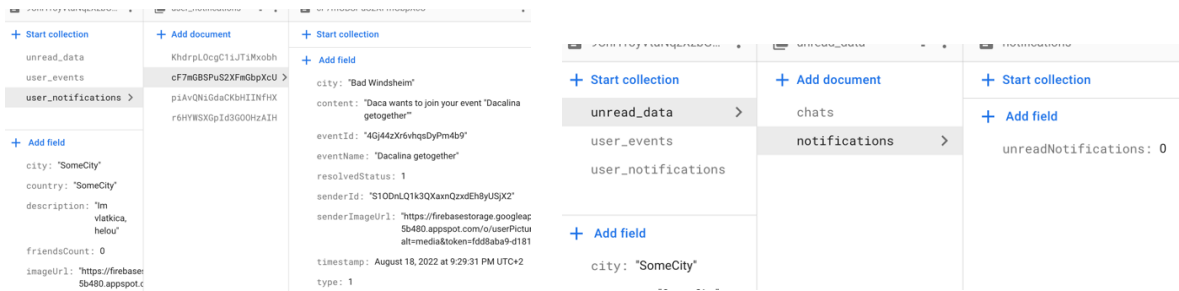 user_notifications
Start collection
unread_data
user_events
user_notifications
Add field
city: "SomeCity"
country: "SomeCity"
description: "Im
vlatkica,
helou"
friendsCount: 0
imageUrl: "https://firebases
5b480.appspot.c
Add document
KhdrpLOcgC1iJTiMxobh
cF7mGBSPuS2XFmGbpXcU
piAvQNiGdaCKbHIINfHX
r6HYWSXGpId3GOOHzAIH
Start collection
Add field
city: "Bad Windsheim"
content: "Daca wants to join your event "Dacalina
getogether""
eventId: "4Gj44zXr6vhqsDyPm4b9"
eventName: "Dacalina getogether"
resolvedStatus: 1
senderId: "S1ODnLQ1k3QXaxnQzxdEh8yUSjX2"
senderImageUrl: "https://firebasestorage.googleap
5b480.appspot.com/o/userPictur
alt=media&token=fdd8aba9-d181
timestamp: August 18, 2022 at 9:29:31 PM UTC+2
type: 1
unread_data
notifications
Start collection
unread_data
user_events
user_notifications
Add field
city: "SomeCity"
Add document
chats
notifications
Start collection
Add field
unreadNotifications: 0